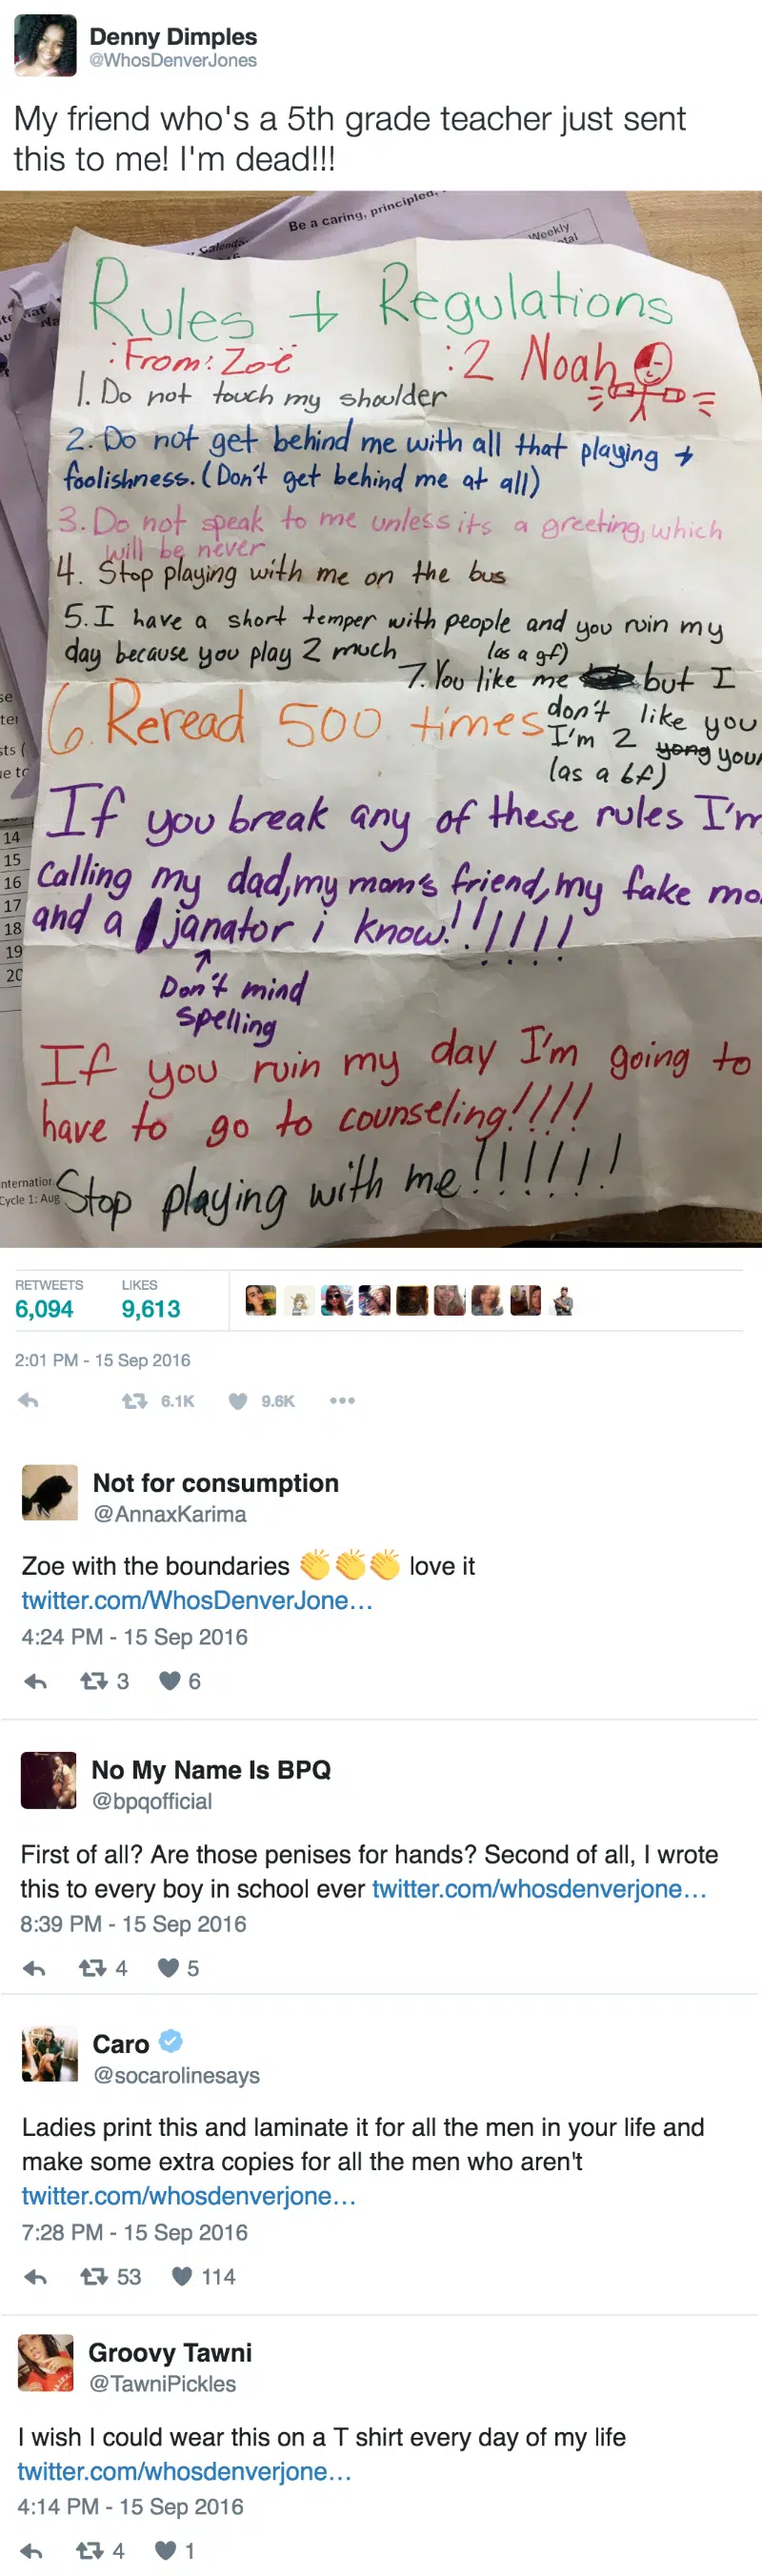 Denny Dimples
@WhosDenverJones
My friend who's a 5th grade teacher just sent
this to me! I'm dead!!!
Be a caring, principled,
Calenda
Weekly
Rules + Regulations
:From: Zoë :2 Noah
1. Do not touch my shoulder
2. Do not get behind me with all that playing +
foolishness. (Don't get behind me at all)
3. Do not speak to me unless its a greeting, which
will be never
4. Stop playing with me on the bus
5. I have a short temper with people and you ruin my
day because you play 2 much
(as a gf)
7. You like me but I
don't like you
I'm 2 yong your
(as a bf)
6. Reread 500 times
If you break any of these rules I'm
Calling my dad, my mom's friend, my fake mo
and a janator i know!!!!!!!
Don't mind
spelling
If you ruin my day I'm going to
have to go to counseling!!!!
Stop playing with me!!!!!!!
14
15
16
17
18
19
20
Cycle 1: Aug
RETWEETS LIKES
6,094 9,613
2:01 PM - 15 Sep 2016
6.1K 9.6K
Not for consumption
@AnnaxKarima
Zoe with the boundaries 👏👏👏 love it
twitter.com/WhosDenverJone…
4:24 PM - 15 Sep 2016
3 6
No My Name Is BPQ
@bpqofficial
First of all? Are those penises for hands? Second of all, I wrote
this to every boy in school ever twitter.com/whosdenverjone…
8:39 PM - 15 Sep 2016
4 5
Caro
@socarolinesays
Ladies print this and laminate it for all the men in your life and
make some extra copies for all the men who aren't
twitter.com/whosdenverjone…
7:28 PM - 15 Sep 2016
53 114
Groovy Tawni
@TawniPickles
I wish I could wear this on a T shirt every day of my life
twitter.com/whosdenverjone…
4:14 PM - 15 Sep 2016
4 1